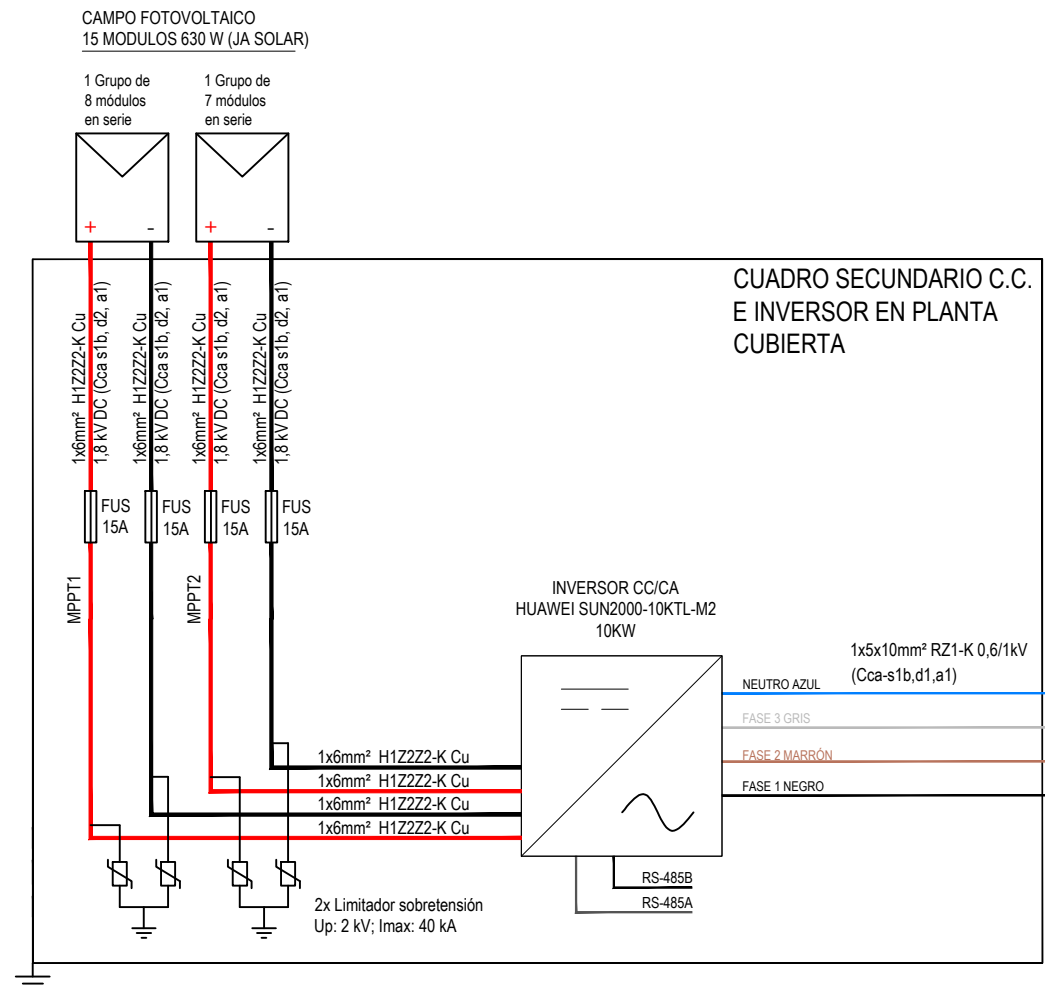 CAMPO FOTOVOLTAICO
15 MODULOS 630 W (JA SOLAR)
1 Grupo de
8 módulos
en serie
1 Grupo de
7 módulos
en serie
+
-
+
-
CUADRO SECUNDARIO C.C.
E INVERSOR EN PLANTA
CUBIERTA
1x6mm² H1Z2Z2-K Cu
1,8 kV DC (Cca s1b, d2, a1)
1x6mm² H1Z2Z2-K Cu
1,8 kV DC (Cca s1b, d2, a1)
1x6mm² H1Z2Z2-K Cu
1,8 kV DC (Cca s1b, d2, a1)
1x6mm² H1Z2Z2-K Cu
1,8 kV DC (Cca s1b, d2, a1)
FUS
15A
FUS
15A
FUS
15A
FUS
15A
MPPT1
MPPT2
INVERSOR CC/CA
HUAWEI SUN2000-10KTL-M2
10KW
1x5x10mm² RZ1-K 0,6/1kV
(Cca-s1b,d1,a1)
NEUTRO AZUL
FASE 3 GRIS
FASE 2 MARRÓN
FASE 1 NEGRO
1x6mm² H1Z2Z2-K Cu
1x6mm² H1Z2Z2-K Cu
1x6mm² H1Z2Z2-K Cu
1x6mm² H1Z2Z2-K Cu
RS-485B
RS-485A
2x Limitador sobretensión
Up: 2 kV; Imax: 40 kA